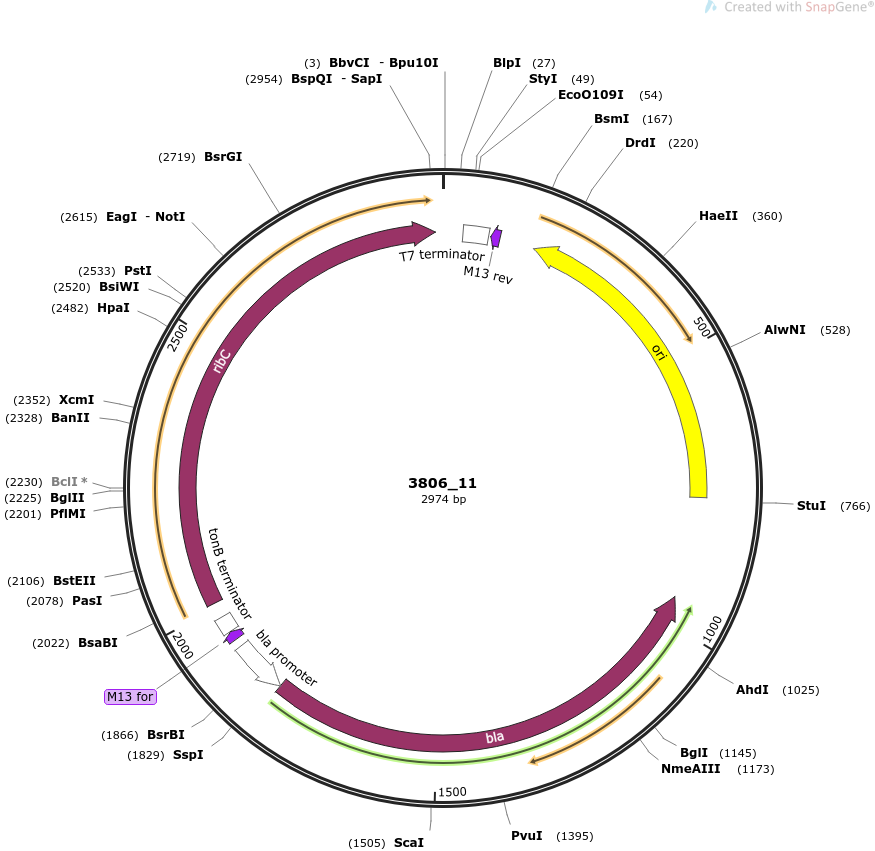 Created with SnapGene®
(3) BbvCI - Bpu10I
(2954) BspQI - SapI
BlpI (27)
StyI (49)
EcoO109I (54)
BsmI (167)
DrdI (220)
HaeII (360)
AlwNI (528)
StuI (766)
AhdI (1025)
BglI (1145)
NmeAIII (1173)
PvuI (1395)
(1505) ScaI
(1829) SspI
(1866) BsrBI
M13 for
(2022) BsaBI
(2078) PasI
(2106) BstEII
(2201) PflMI
(2225) BglII
(2230) BclI *
(2328) BanII
(2352) XcmI
(2482) HpaI
(2520) BsiWI
(2533) PstI
(2615) EagI - NotI
(2719) BsrGI
T7 terminator
M13 rev
ori
500
1000
1500
2000
2500
ribC
tonB terminator
bla promoter
bla
3806_11
2974 bp